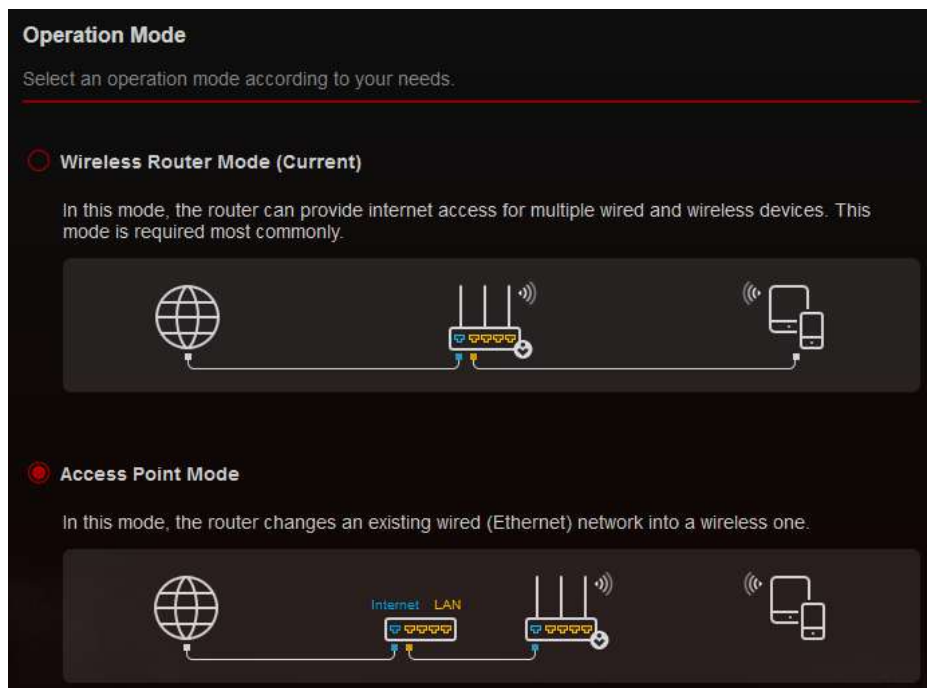 Operation Mode
Select an operation mode according to your needs.
Wireless Router Mode (Current)
In this mode, the router can provide internet access for multiple wired and wireless devices. This
mode is required most commonly.
Access Point Mode
In this mode, the router changes an existing wired (Ethernet) network into a wireless one.
Internet LAN